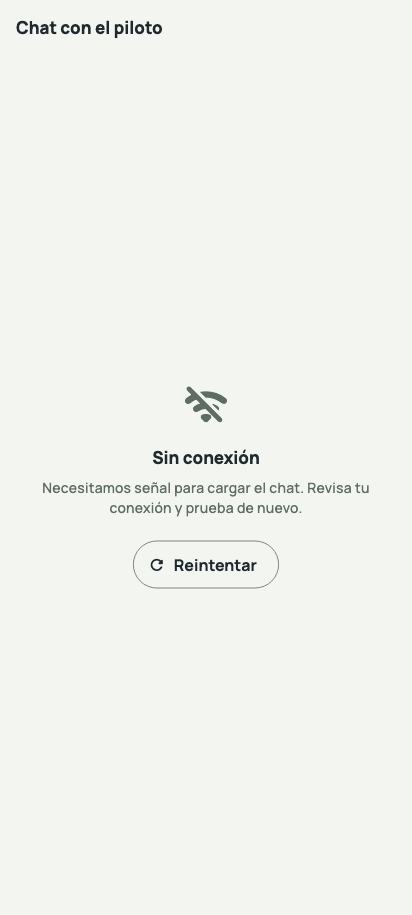 Chat con el piloto
Sin conexión
Necesitamos señal para cargar el chat. Revisa tu
conexión y prueba de nuevo.
Reintentar